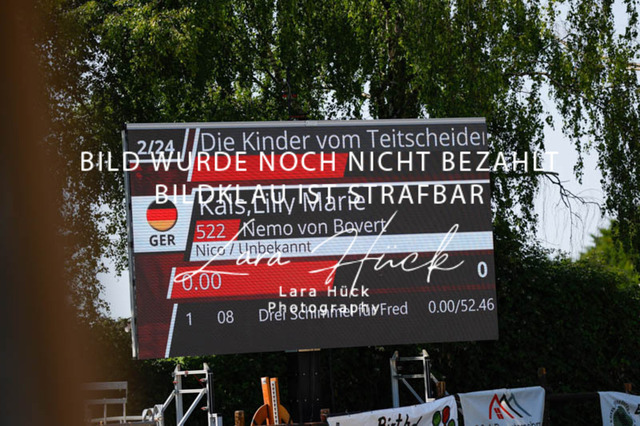 2/24 Die Kinder vom Teitscheider
BILD WURDE NOCH NICHT BEZAHLT
BILDKLAU IST STRAFBAR
Kals,Lilly Marie
522 Nemo von Bovert
GER
Nico / Unbekannt
Lara Hück
0.00 0
Lara Hück
Photography
1 08 Drei Schimmel für Fred 0.00/52.46